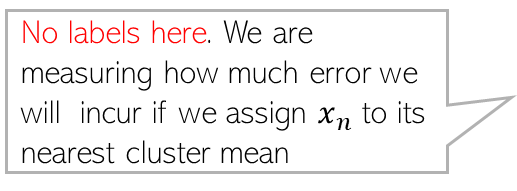 No labels here. We are
measuring how much error we
will incur if we assign 𝒙ₙ to its
nearest cluster mean